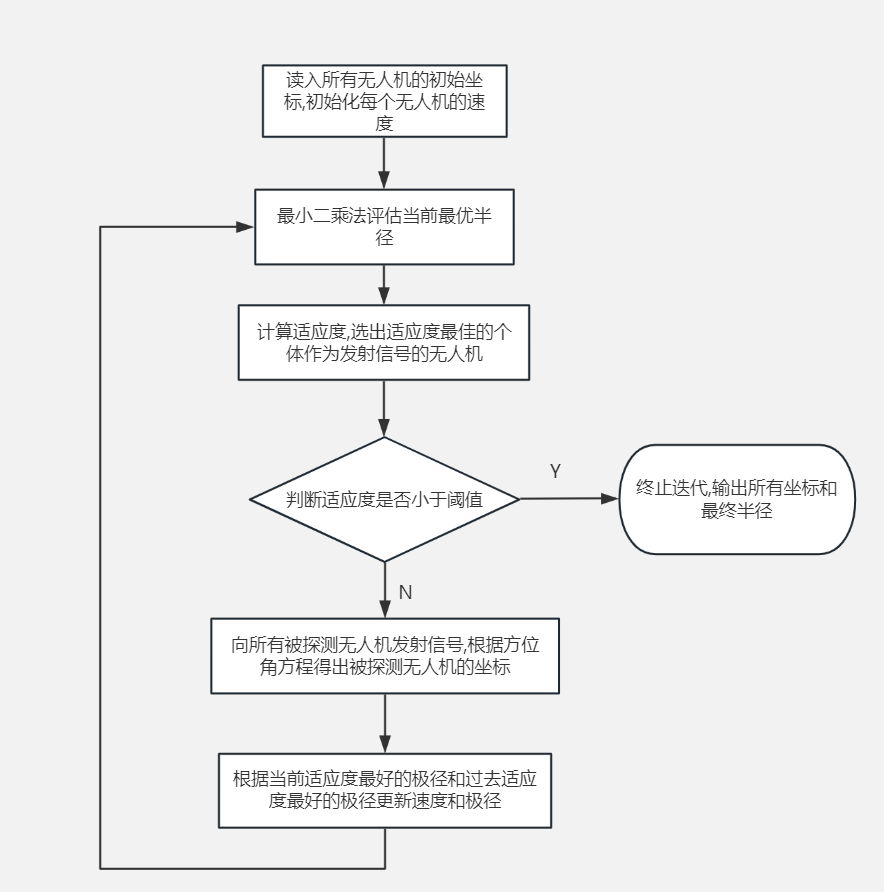 读入所有无人机的初始坐
标,初始化每个无人机的速
度
最小二乘法评估当前最优半
径
计算适应度,选出适应度最佳的个
体作为发射信号的无人机
判断适应度是否小于阈值
Y
终止迭代,输出所有坐标和
最终半径
N
向所有被探测无人机发射信号,根据方位
角方程得出被探测无人机的坐标
根据当前适应度最好的极径和过去适应
度最好的极径更新速度和极径